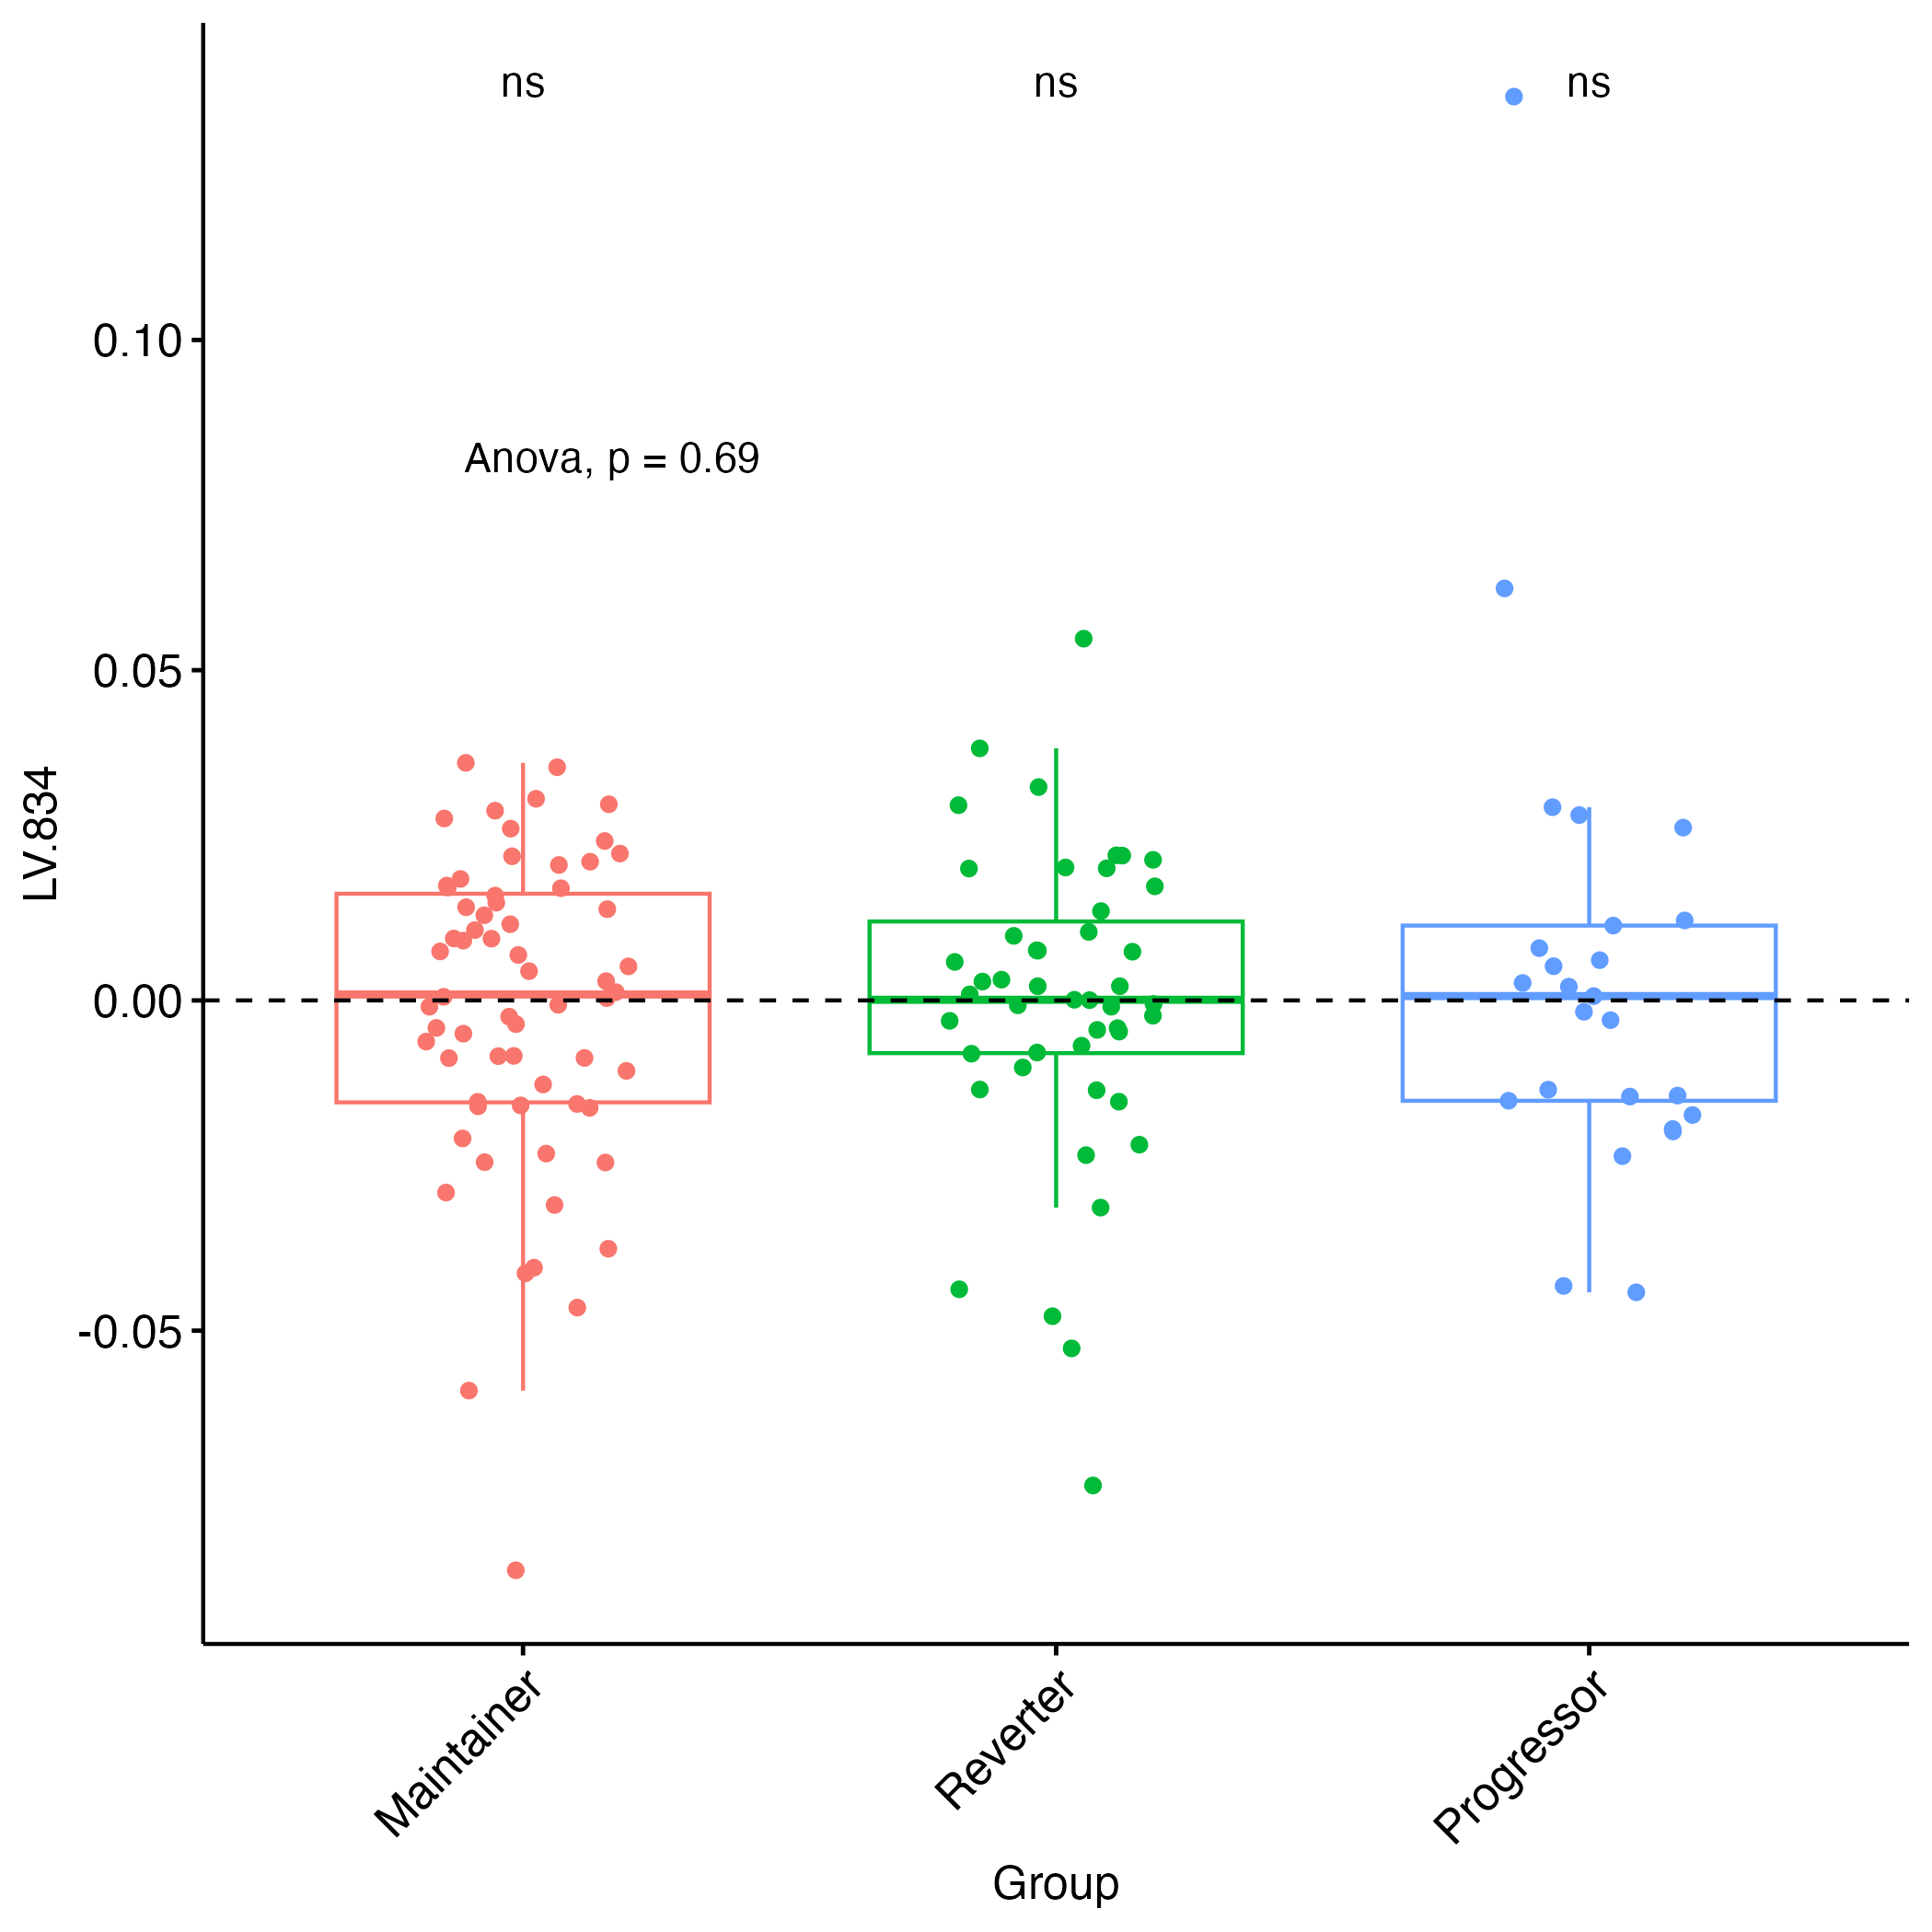 ns ns ns
Anova, p = 0.69
0.10
0.05
0.00
-0.05
LV.834
Maintainer Reverter Progressor
Group